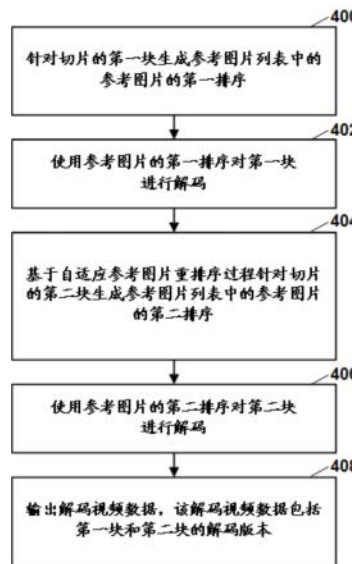 400
针对切片的第一块生成参考图片列表中的
参考图片的第一排序
402
使用参考图片的第一排序对第一块
进行解码
404
基于自适应参考图片重排序过程针对切片
的第二块生成参考图片列表中的参考图片
的第二排序
406
使用参考图片的第二排序对第二块
进行解码
408
输出解码视频数据，该解码视频数据包括
第一块和第二块的解码版本